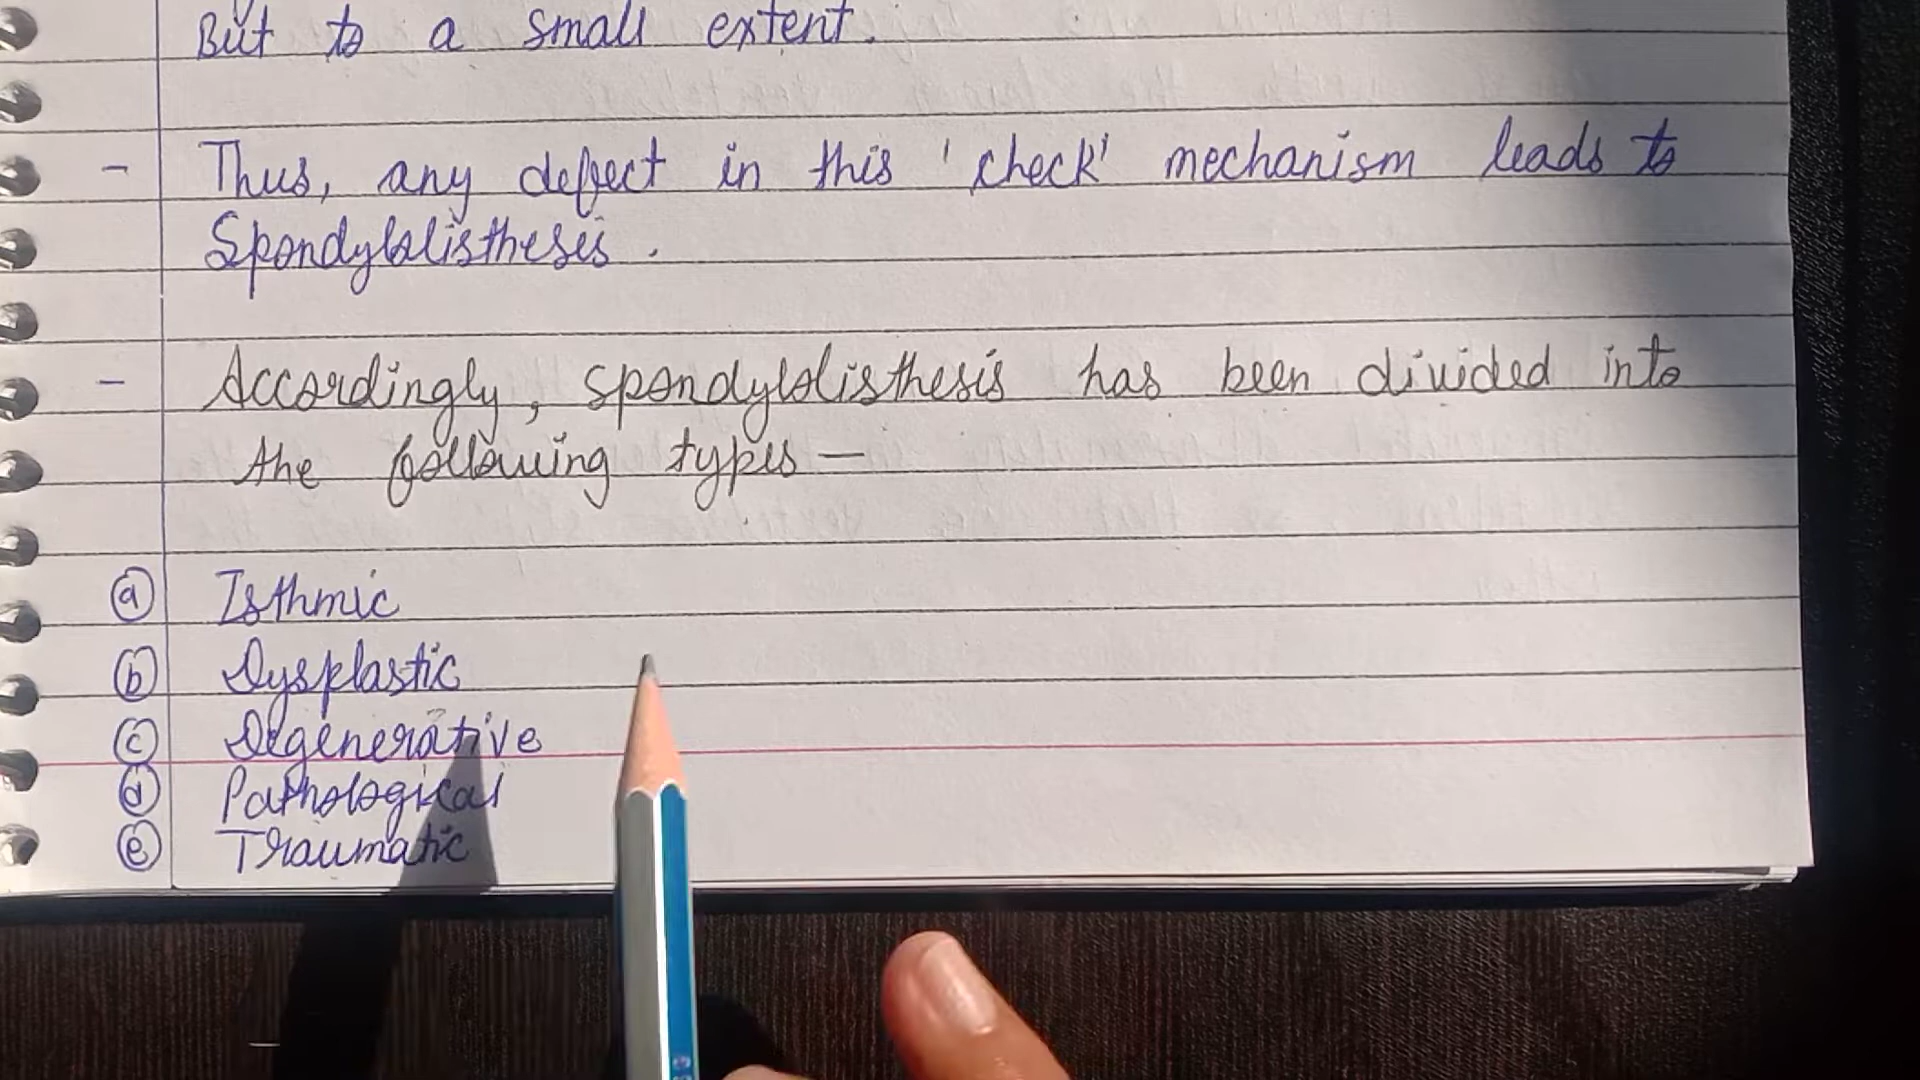 But to a small extent.
- Thus, any defect in this 'check' mechanism leads to
Spondylolistheses.
- Accordingly, spondylolisthesis has been divided into
the following types —
(a) Isthmic
(b) Dysplastic
(c) Degenerative
(d) Pathological
(e) Traumatic